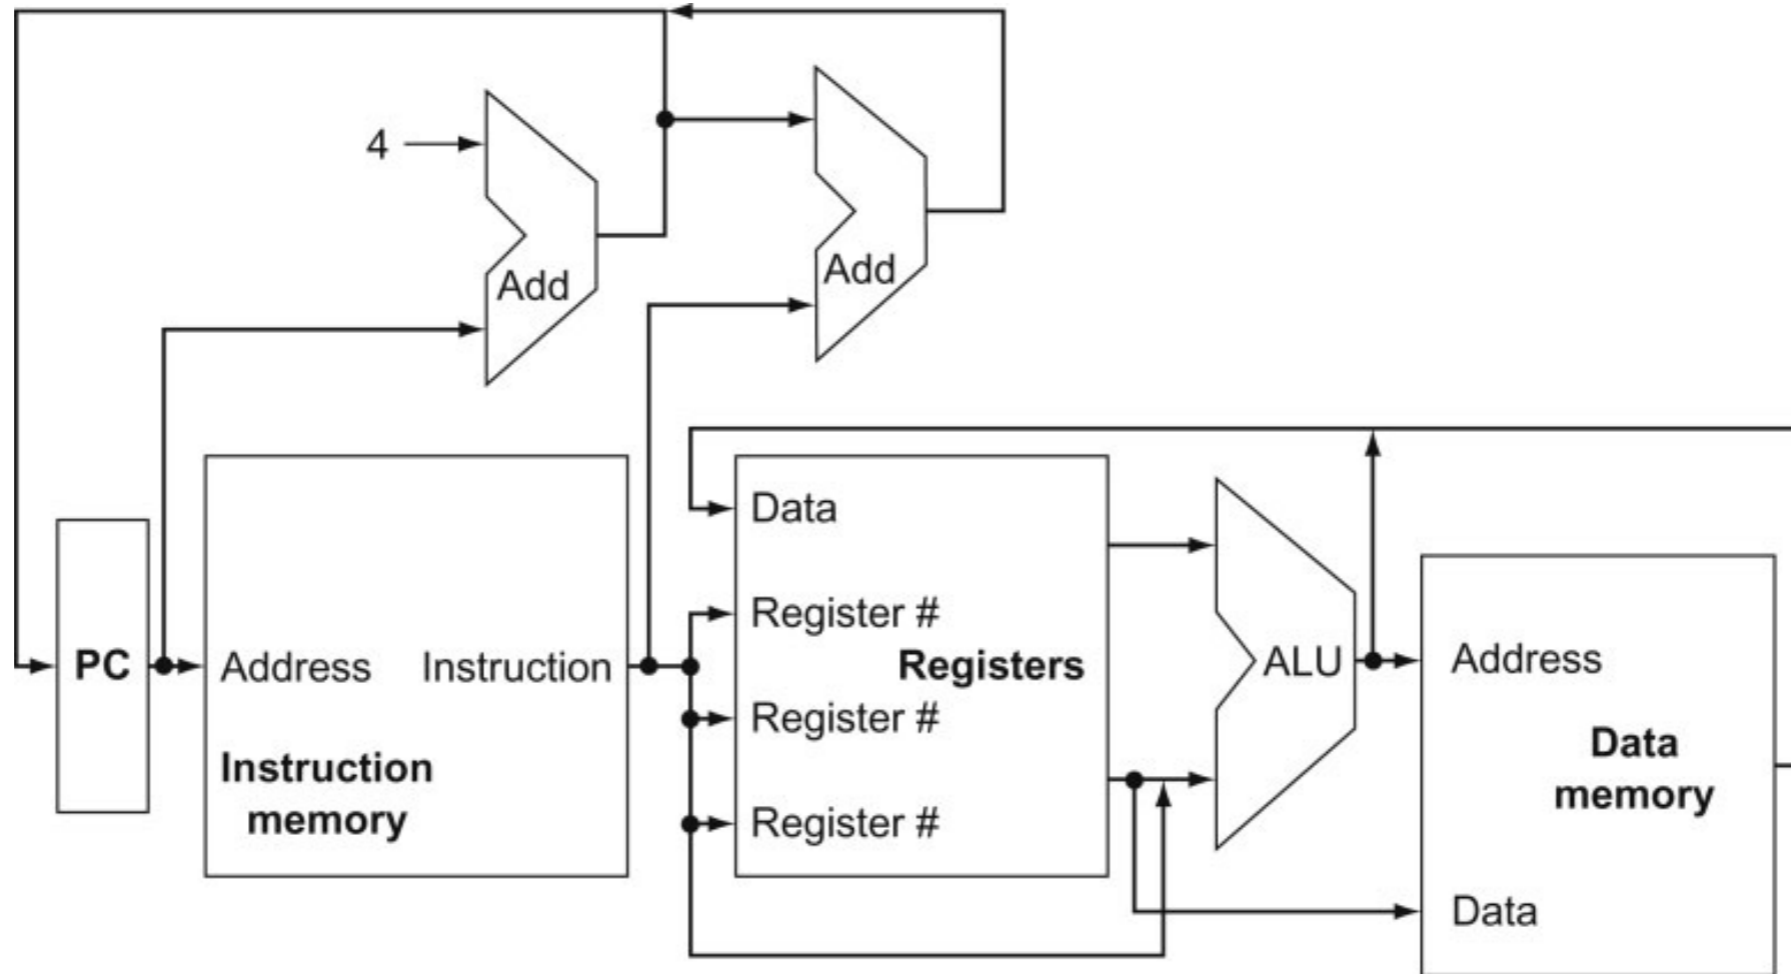 4
Add
Add
Data
Register #
Registers
Register #
Register #
PC
Address
Instruction
Instruction
memory
ALU
Address
Data
memory
Data